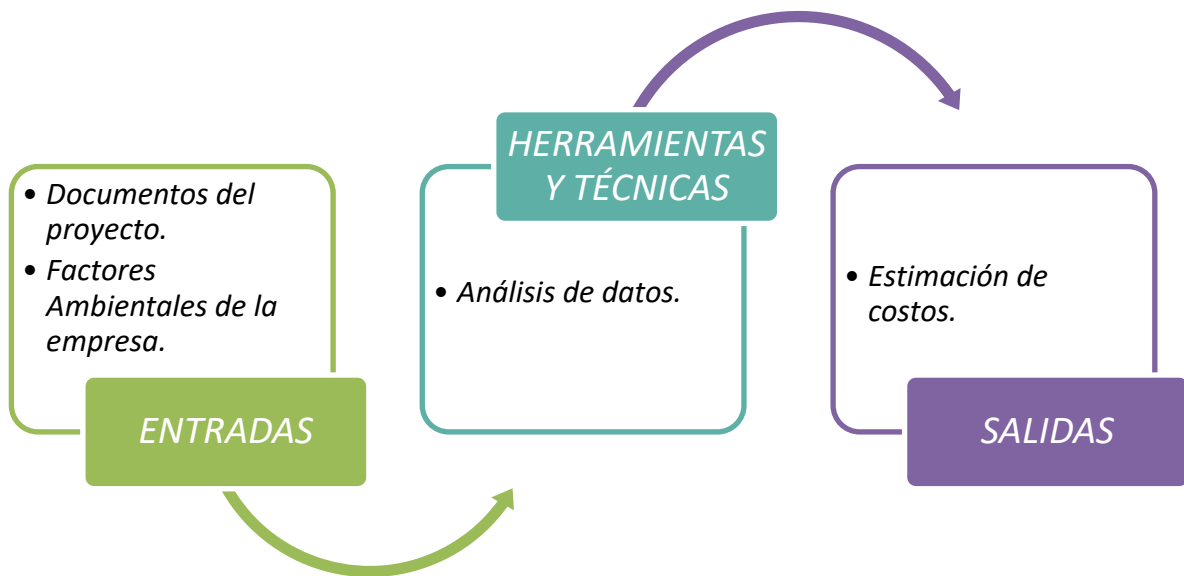 • Documentos del
proyecto.
• Factores
Ambientales de la
empresa.
ENTRADAS
HERRAMIENTAS
Y TÉCNICAS
• Análisis de datos.
• Estimación de
costos.
SALIDAS